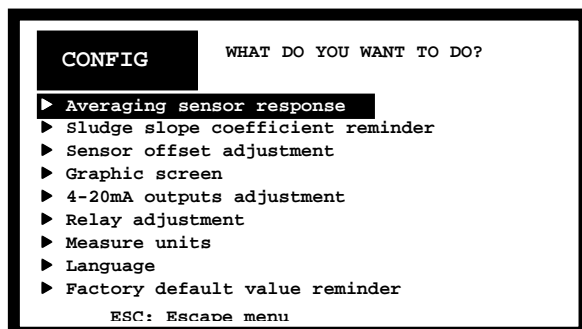 CONFIG
WHAT DO YOU WANT TO DO?
Averaging sensor response
Sludge slope coefficient reminder
Sensor offset adjustment
Graphic screen
4-20mA outputs adjustment
Relay adjustment
Measure units
Language
Factory default value reminder
ESC: Escape menu